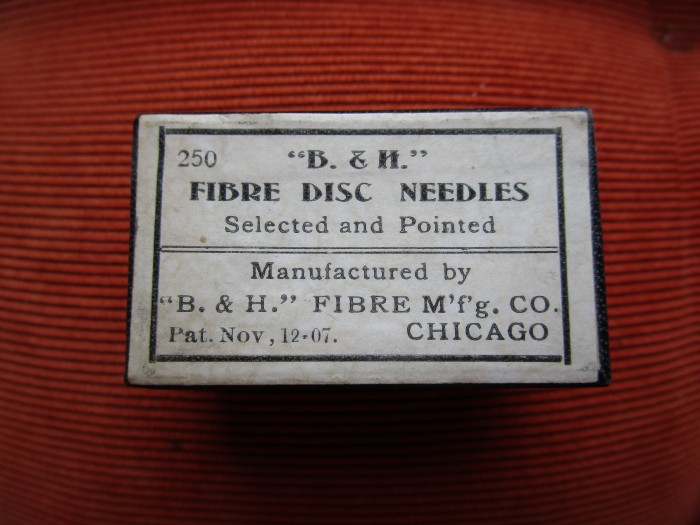 250 "B. & H."
FIBRE DISC NEEDLES
Selected and Pointed
Manufactured by
"B. & H." FIBRE M'f'g. CO.
Pat. Nov, 12-07. CHICAGO